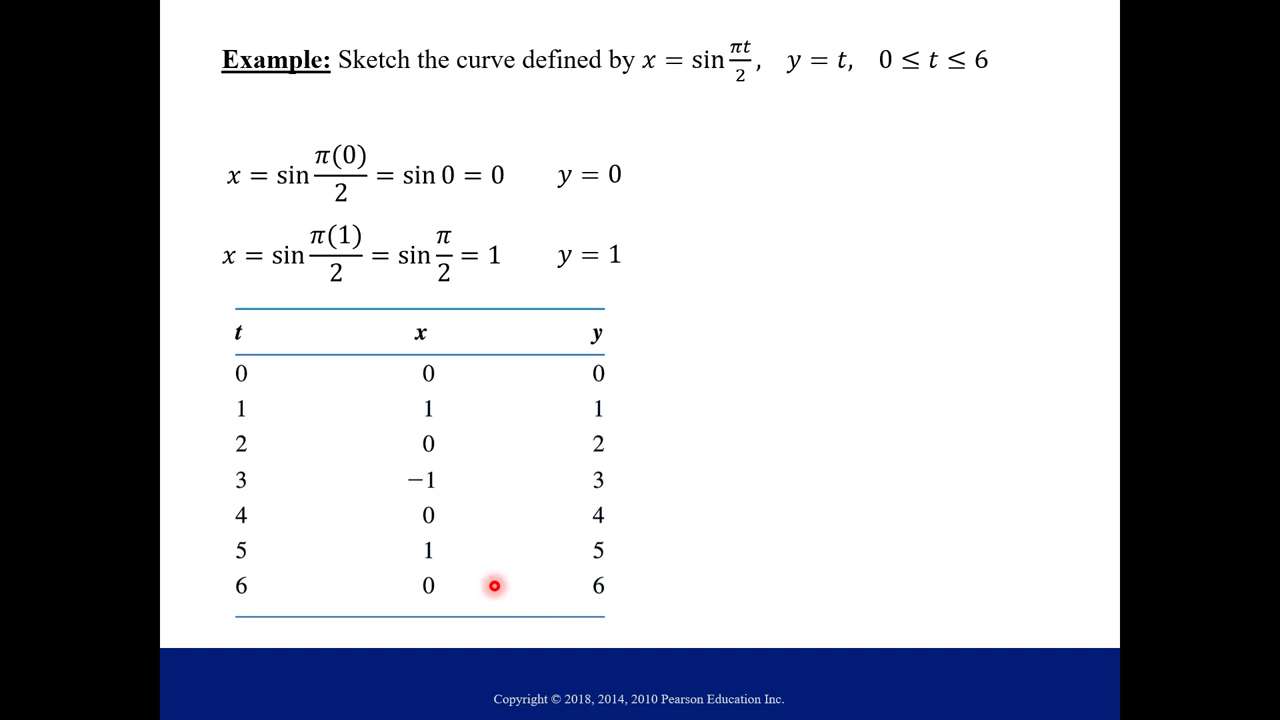 Example: Sketch the curve defined by x = sin πt/2, y = t, 0 ≤ t ≤ 6
x = sin π(0)/2 = sin 0 = 0 y = 0
x = sin π(1)/2 = sin π/2 = 1 y = 1
t x y
0 0 0
1 1 1
2 0 2
3 −1 3
4 0 4
5 1 5
6 0 6
Copyright © 2018, 2014, 2010 Pearson Education Inc.